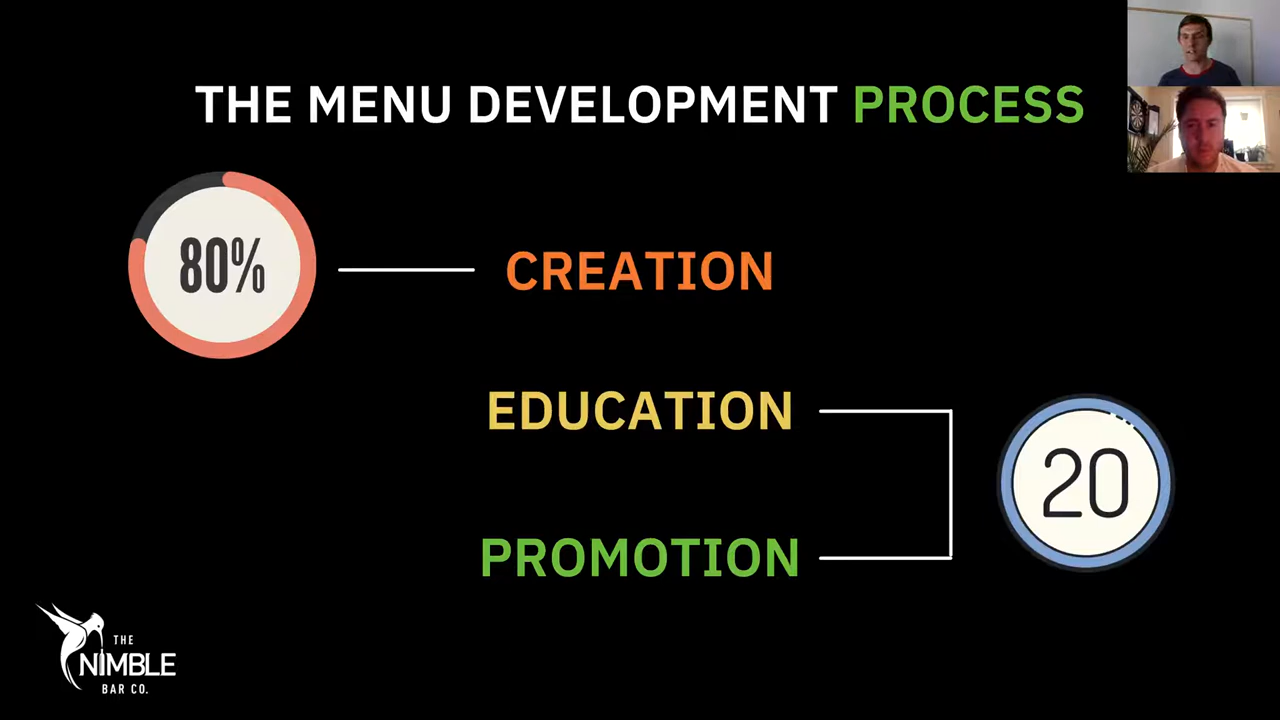 THE MENU DEVELOPMENT PROCESS
80%
CREATION
EDUCATION
20
PROMOTION
THE
NIMBLE
BAR CO.